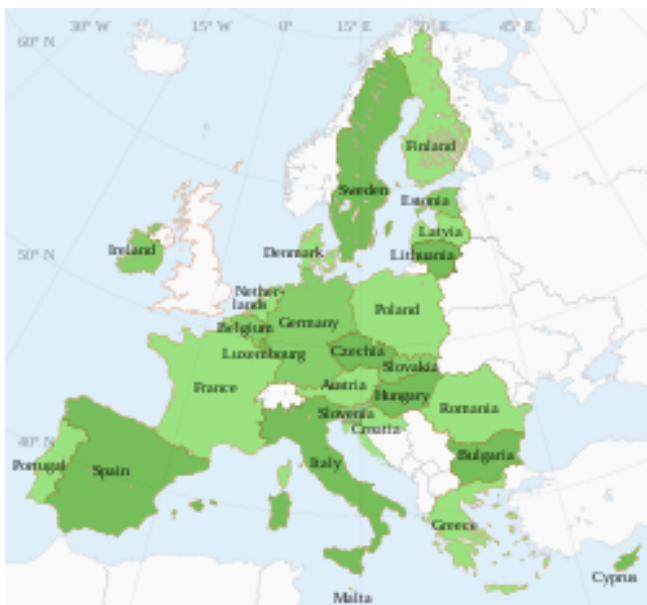 30° W
15° W
0°
15° E
30° E
45° E
60° N
Finland
Sweden
Estonia
Latvia
Ireland
Denmark
Lithuania
50° N
Nether-
lands
Poland
Germany
Belgium
Czechia
Luxembourg
Slovakia
Austria
France
Hungary
Romania
Slovenia
Croatia
40° N
Bulgaria
Italy
Portugal
Spain
Greece
Cyprus
Malta